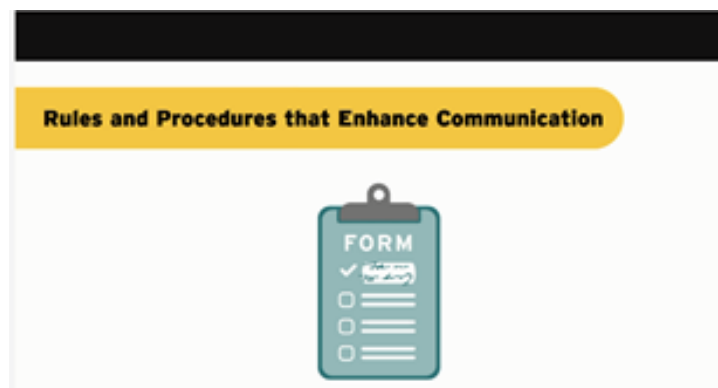 Rules and Procedures that Enhance Communication
FORM